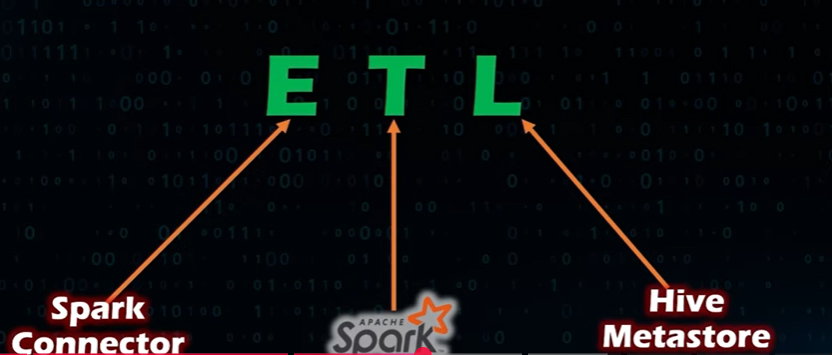 E T L
Spark
Connector
APACHE
Spark
Hive
Metastore